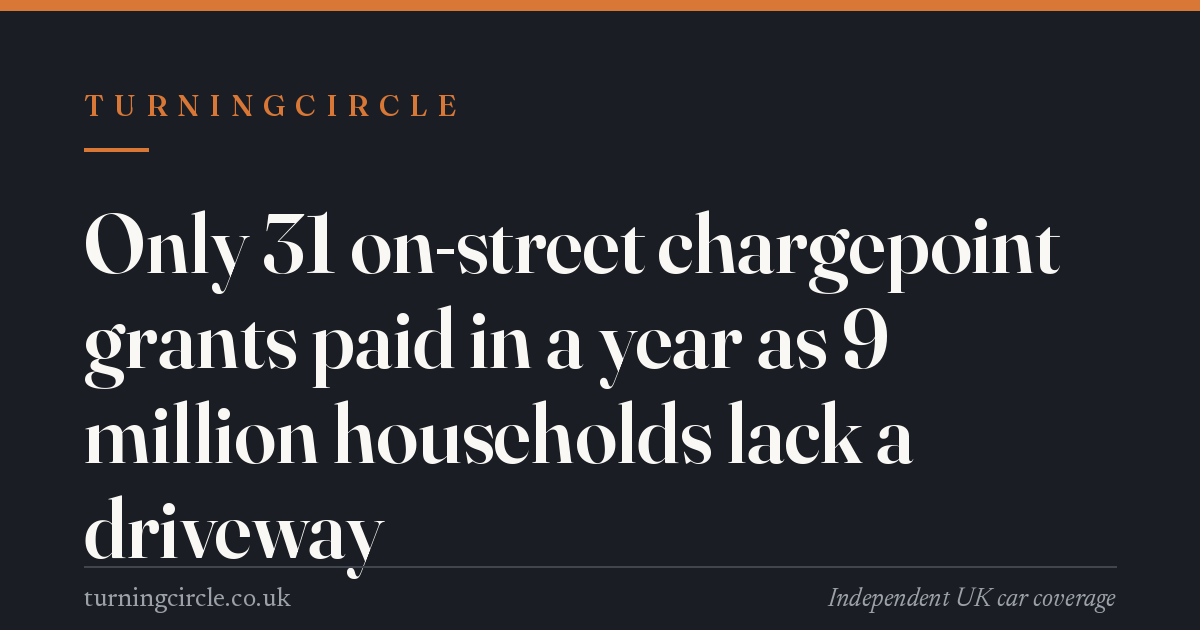 TURNINGCIRCLE
Only 31 on-street chargepoint
grants paid in a year as 9
million households lack a
driveway
turningcircle.co.uk
Independent UK car coverage